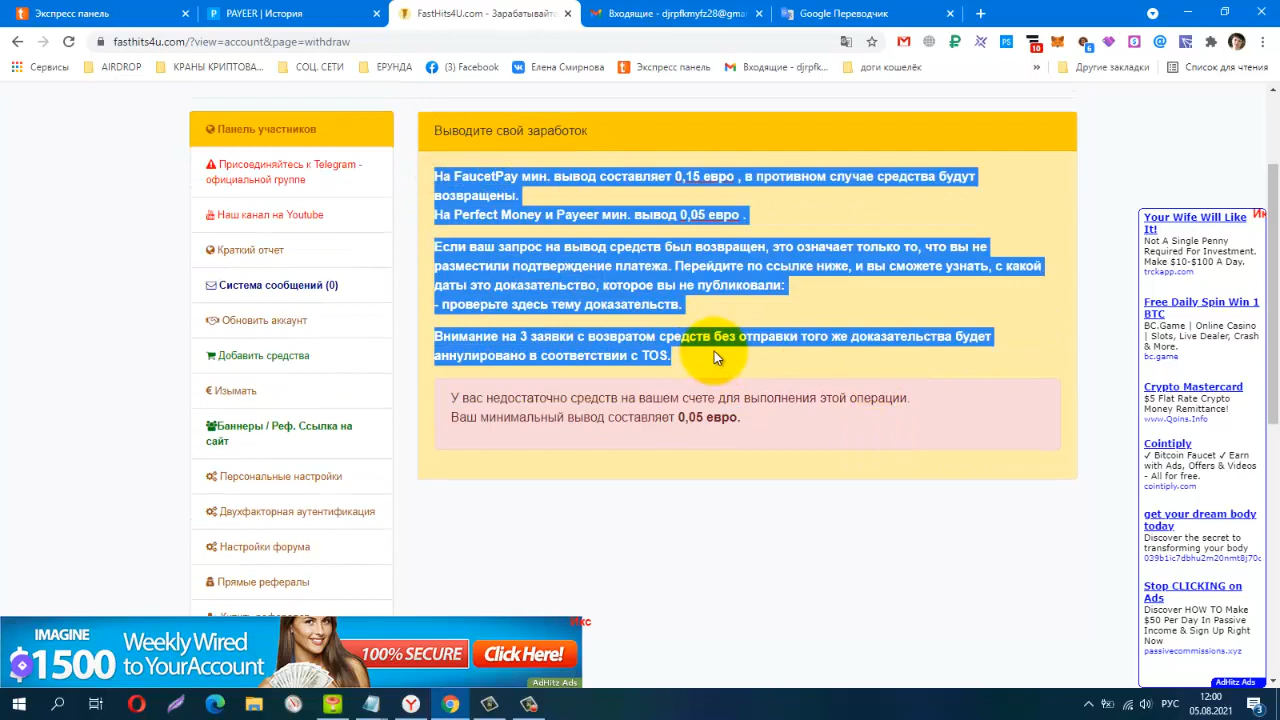 Экспресс панель
PAYEER | История
FastHits4U.com - Зарабатывайте
Входящие - djrpfkmyfz28@gma
Google Переводчик
fasthits4u.com/?view=account&page=withdraw
Сервисы
AIRDROP
КРАНЫ КРИПТОВА...
СОЦ. СЕТИ
ЕРУНДА
(3) Facebook
Елена Смирнова
Экспресс панель
Входящие - djrpfk...
доги кошелёк
»
Другие закладки
Список для чтения
Панель участников
Присоединяйтесь к Telegram -
официальной группе
Наш канал на Youtube
Краткий отчет
Система сообщений (0)
Обновить аккаунт
Добавить средства
Изымать
Баннеры / Реф. Ссылка на
сайт
Персональные настройки
Двухфакторная аутентификация
Настройки форума
Прямые рефералы
Выводите свой заработок
На FaucetPay мин. вывод составляет 0,15 евро , в противном случае средства будут
возвращены.
На Perfect Money и Payeer мин. вывод 0,05 евро .
Если ваш запрос на вывод средств был возвращен, это означает только то, что вы не
разместили подтверждение платежа. Перейдите по ссылке ниже, и вы сможете узнать, с какой
даты это доказательство, которое вы не публиковали:
- проверьте здесь тему доказательств.
Внимание на 3 заявки с возвратом средств без отправки того же доказательства будет
аннулировано в соответствии с TOS.
У вас недостаточно средств на вашем счете для выполнения этой операции.
Ваш минимальный вывод составляет 0,05 евро.
Your Wife Will Like
It!
Not A Single Penny
Required For Investment.
Make $10-$100 A Day.
trckapp.com
Free Daily Spin Win 1
BTC
BC.Game | Online Casino
| Slots, Live Dealer, Crash
& More.
bc.game
Crypto Mastercard
$5 Flat Rate Crypto
Money Remittance!
www.Qoins.Info
Cointiply
✓ Bitcoin Faucet ✓ Earn
with Ads, Offers & Videos
- All for free.
cointiply.com
get your dream body
today
Discover the secret to
transforming your body
Stop CLICKING on
Ads
Discover HOW TO Make
$50 Per Day In Passive
Income & Sign Up Right
Now
passivecommissions.xyz
AdHitz Ads
Икс
IMAGINE
$1500
Weekly Wired
to Your Account
100% SECURE
Click Here!
AdHitz Ads
РУС
12:00
05.08.2021